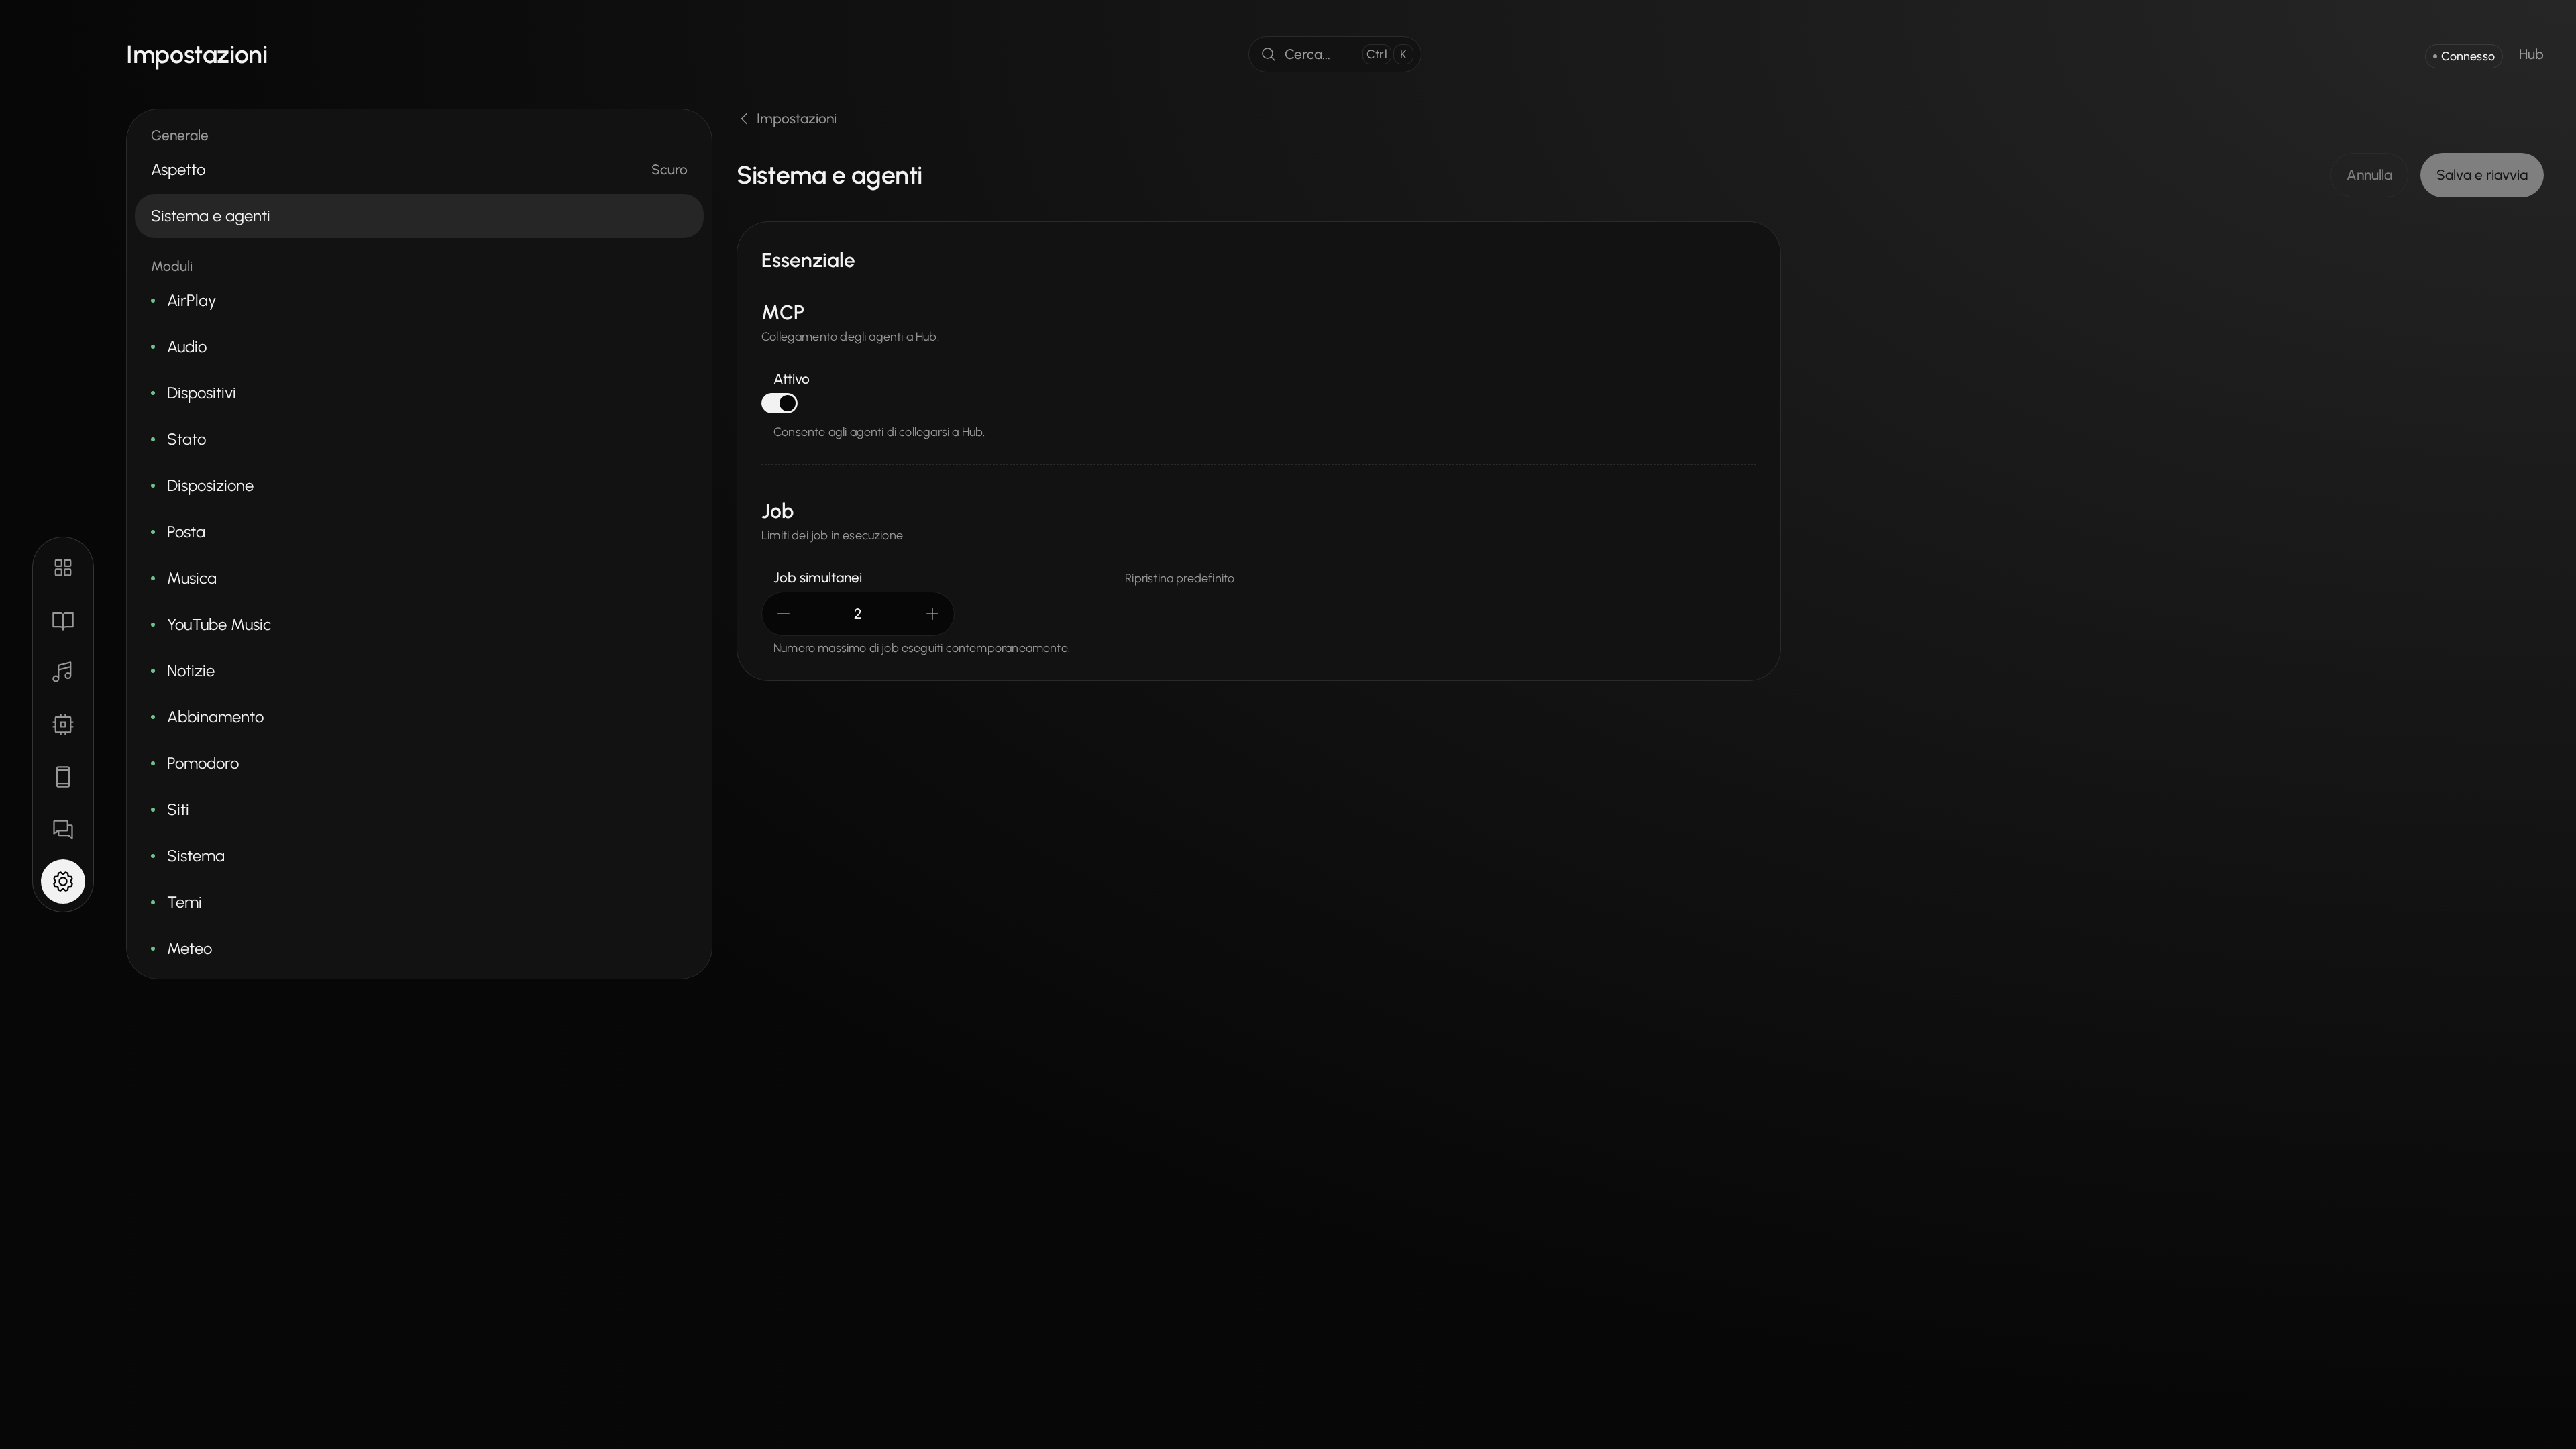 Impostazioni
Cerca...
Ctrl K
Connesso
Hub
Generale
Aspetto
Scuro
Sistema e agenti
Moduli
AirPlay
Audio
Dispositivi
Stato
Disposizione
Posta
Musica
YouTube Music
Notizie
Abbinamento
Pomodoro
Siti
Sistema
Temi
Meteo
Impostazioni
Sistema e agenti
Annulla
Salva e riavvia
Essenziale
MCP
Collegamento degli agenti a Hub.
Attivo
Consente agli agenti di collegarsi a Hub.
Job
Limiti dei job in esecuzione.
Job simultanei
Ripristina predefinito
2
Numero massimo di job eseguiti contemporaneamente.